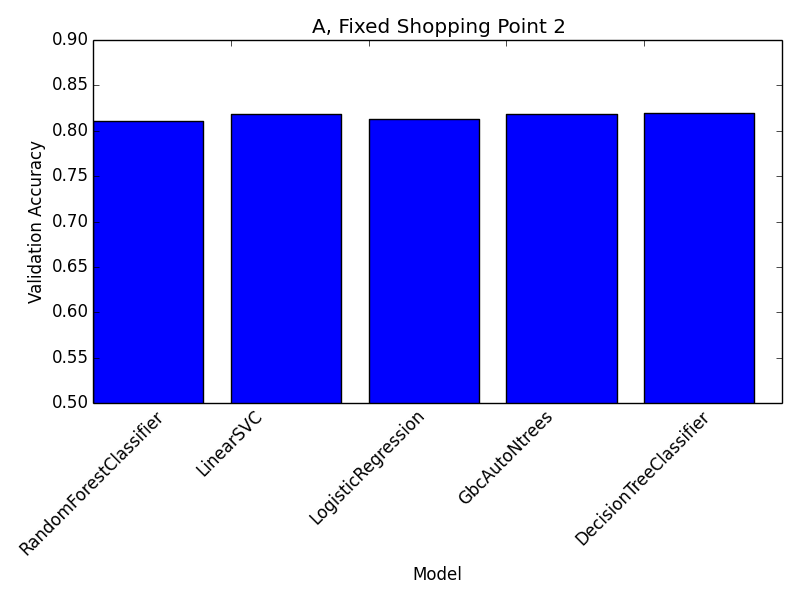 A, Fixed Shopping Point 2
0.90
0.85
0.80
0.75
0.70
0.65
0.60
0.55
0.50
Validation Accuracy
RandomForestClassifier
LinearSVC
LogisticRegression
GbcAutoNtrees
DecisionTreeClassifier
Model